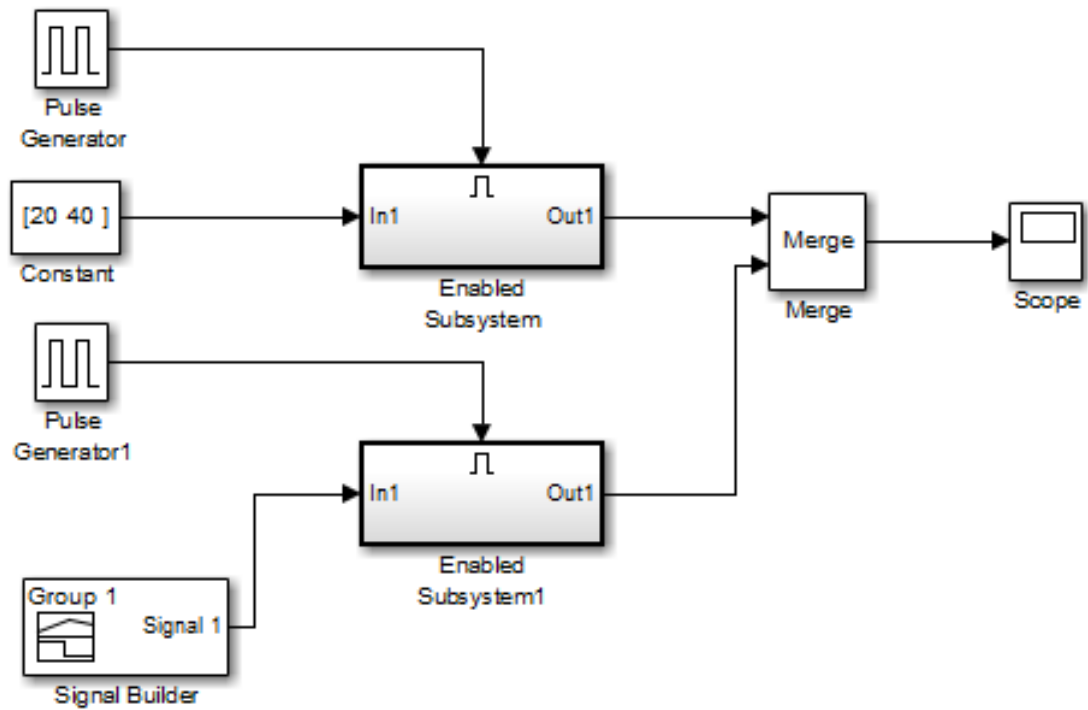 Pulse
Generator
[20 40 ]
Constant
In1
Out1
Enabled
Subsystem
Merge
Merge
Scope
Pulse
Generator1
In1
Out1
Enabled
Subsystem1
Group 1
Signal 1
Signal Builder